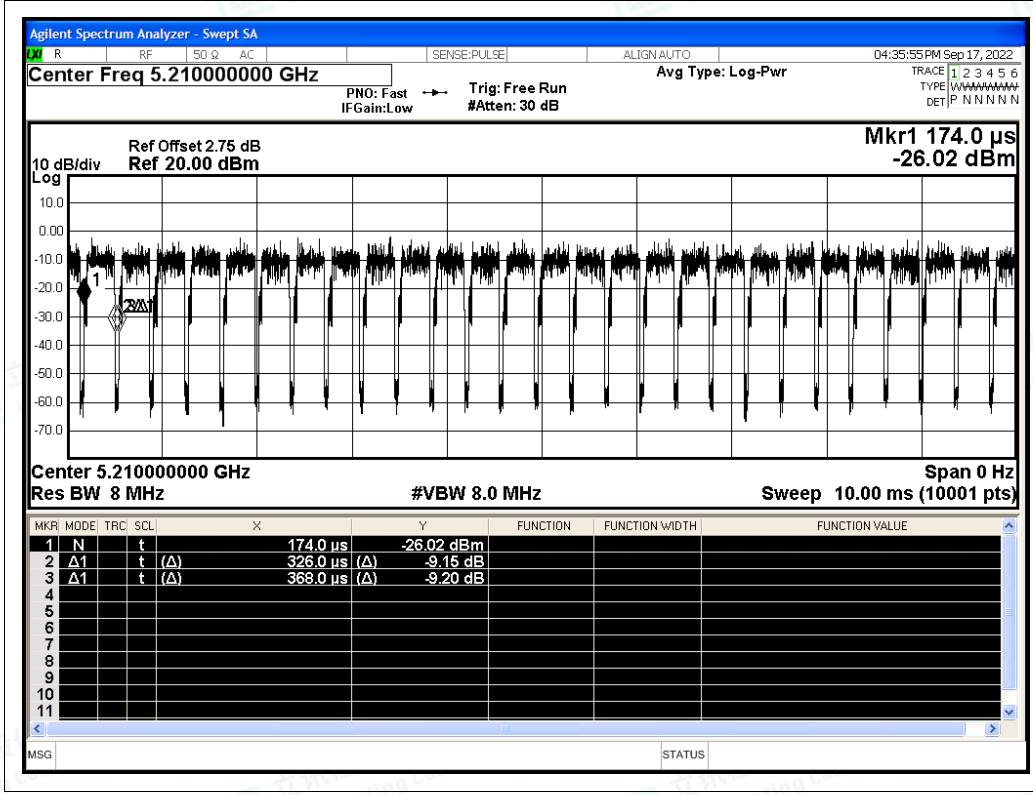 Agilent Spectrum Analyzer - Swept SA
LXI R RF 50 Ω AC SENSE:PULSE ALIGN AUTO 04:35:55 PM Sep 17, 2022
Center Freq 5.210000000 GHz
Avg Type: Log-Pwr
TRACE 1 2 3 4 5 6
TYPE
DET P N N N N N
PNO: Fast
IFGain:Low
Trig: Free Run
#Atten: 30 dB
Mkr1 174.0 µs
-26.02 dBm
Ref Offset 2.75 dB
10 dB/div Ref 20.00 dBm
Log
10.0
0.00
-10.0
-20.0
-30.0
-40.0
-50.0
-60.0
-70.0
1
Center 5.210000000 GHz Span 0 Hz
Res BW 8 MHz #VBW 8.0 MHz Sweep 10.00 ms (10001 pts)
MKR MODE TRC SCL X Y FUNCTION FUNCTION WIDTH FUNCTION VALUE
1 N t 174.0 µs -26.02 dBm
2 Δ1 t (Δ) 326.0 µs (Δ) -9.15 dB
3 Δ1 t (Δ) 368.0 µs (Δ) -9.20 dB
4
5
6
7
8
9
10
11
MSG STATUS